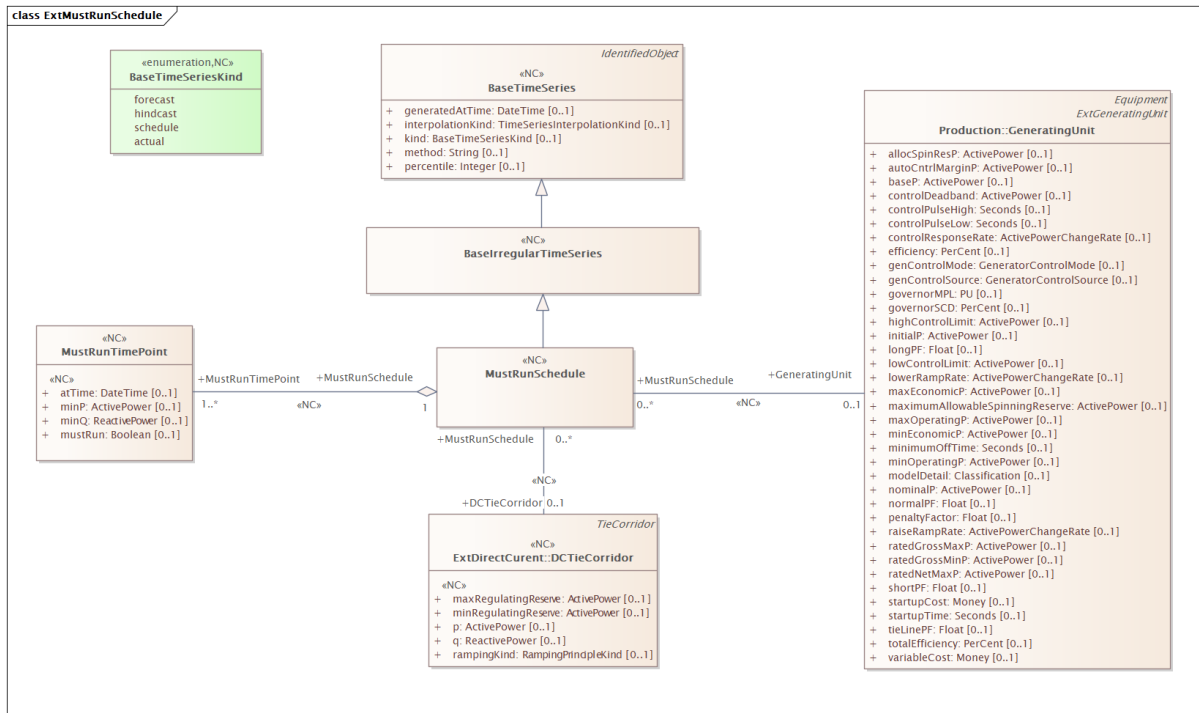 class ExtMustRunSchedule
«enumeration,NC»
BaseTimeSeriesKind
forecast
hindcast
schedule
actual
IdentifiedObject
«NC»
BaseTimeSeries
+ generatedAtTime: DateTime [0..1]
+ interpolationKind: TimeSeriesInterpolationKind [0..1]
+ kind: BaseTimeSeriesKind [0..1]
+ method: String [0..1]
+ percentile: Integer [0..1]
«NC»
BaseIrregularTimeSeries
«NC»
MustRunTimePoint
«NC»
+ atTime: DateTime [0..1]
+ minP: ActivePower [0..1]
+ minQ: ReactivePower [0..1]
+ mustRun: Boolean [0..1]
+MustRunTimePoint
+MustRunSchedule
1..*
«NC»
1
«NC»
MustRunSchedule
+MustRunSchedule
+GeneratingUnit
0..*
«NC»
0..1
+MustRunSchedule
0..*
«NC»
+DCTieCorridor 0..1
TieCorridor
«NC»
ExtDirectCurent::DCTieCorridor
«NC»
+ maxRegulatingReserve: ActivePower [0..1]
+ minRegulatingReserve: ActivePower [0..1]
+ p: ActivePower [0..1]
+ q: ReactivePower [0..1]
+ rampingKind: RampingPrincipleKind [0..1]
Equipment
ExtGeneratingUnit
Production::GeneratingUnit
+ allocSpinResP: ActivePower [0..1]
+ autoCntrlMarginP: ActivePower [0..1]
+ baseP: ActivePower [0..1]
+ controlDeadband: ActivePower [0..1]
+ controlPulseHigh: Seconds [0..1]
+ controlPulseLow: Seconds [0..1]
+ controlResponseRate: ActivePowerChangeRate [0..1]
+ efficiency: PerCent [0..1]
+ genControlMode: GeneratorControlMode [0..1]
+ genControlSource: GeneratorControlSource [0..1]
+ governorMPL: PU [0..1]
+ governorSCD: PerCent [0..1]
+ highControlLimit: ActivePower [0..1]
+ initialP: ActivePower [0..1]
+ longPF: Float [0..1]
+ lowControlLimit: ActivePower [0..1]
+ lowerRampRate: ActivePowerChangeRate [0..1]
+ maxEconomicP: ActivePower [0..1]
+ maximumAllowableSpinningReserve: ActivePower [0..1]
+ maxOperatingP: ActivePower [0..1]
+ minEconomicP: ActivePower [0..1]
+ minimumOffTime: Seconds [0..1]
+ minOperatingP: ActivePower [0..1]
+ modelDetail: Classification [0..1]
+ nominalP: ActivePower [0..1]
+ normalPF: Float [0..1]
+ penaltyFactor: Float [0..1]
+ raiseRampRate: ActivePowerChangeRate [0..1]
+ ratedGrossMaxP: ActivePower [0..1]
+ ratedGrossMinP: ActivePower [0..1]
+ ratedNetMaxP: ActivePower [0..1]
+ shortPF: Float [0..1]
+ startupCost: Money [0..1]
+ startupTime: Seconds [0..1]
+ tieLinePF: Float [0..1]
+ totalEfficiency: PerCent [0..1]
+ variableCost: Money [0..1]